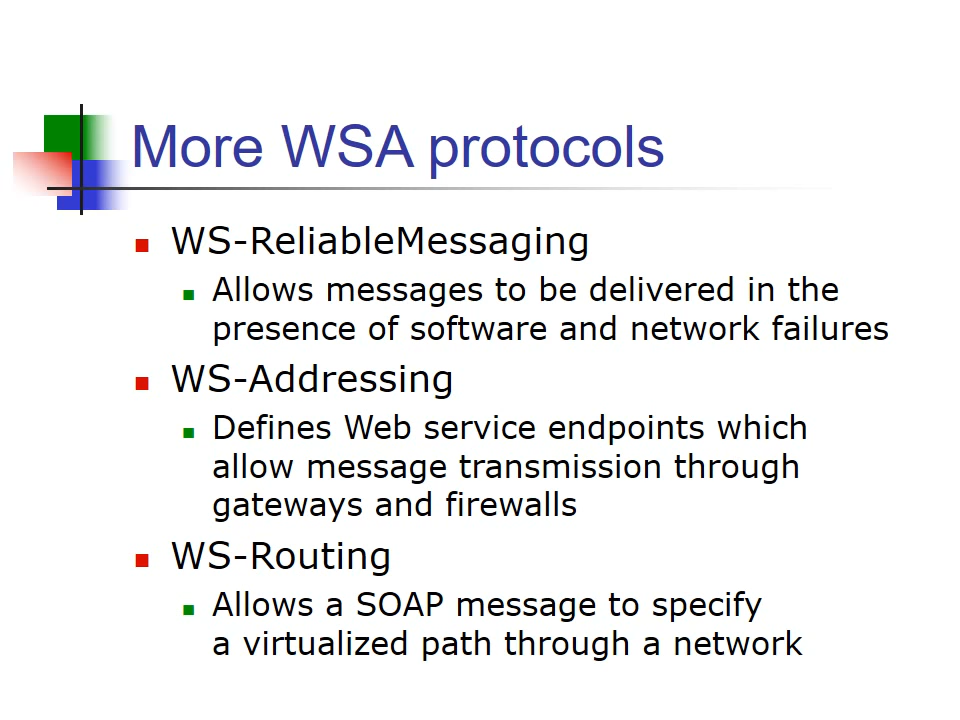 More WSA protocols
WS-ReliableMessaging
Allows messages to be delivered in the
presence of software and network failures
WS-Addressing
Defines Web service endpoints which
allow message transmission through
gateways and firewalls
WS-Routing
Allows a SOAP message to specify
a virtualized path through a network